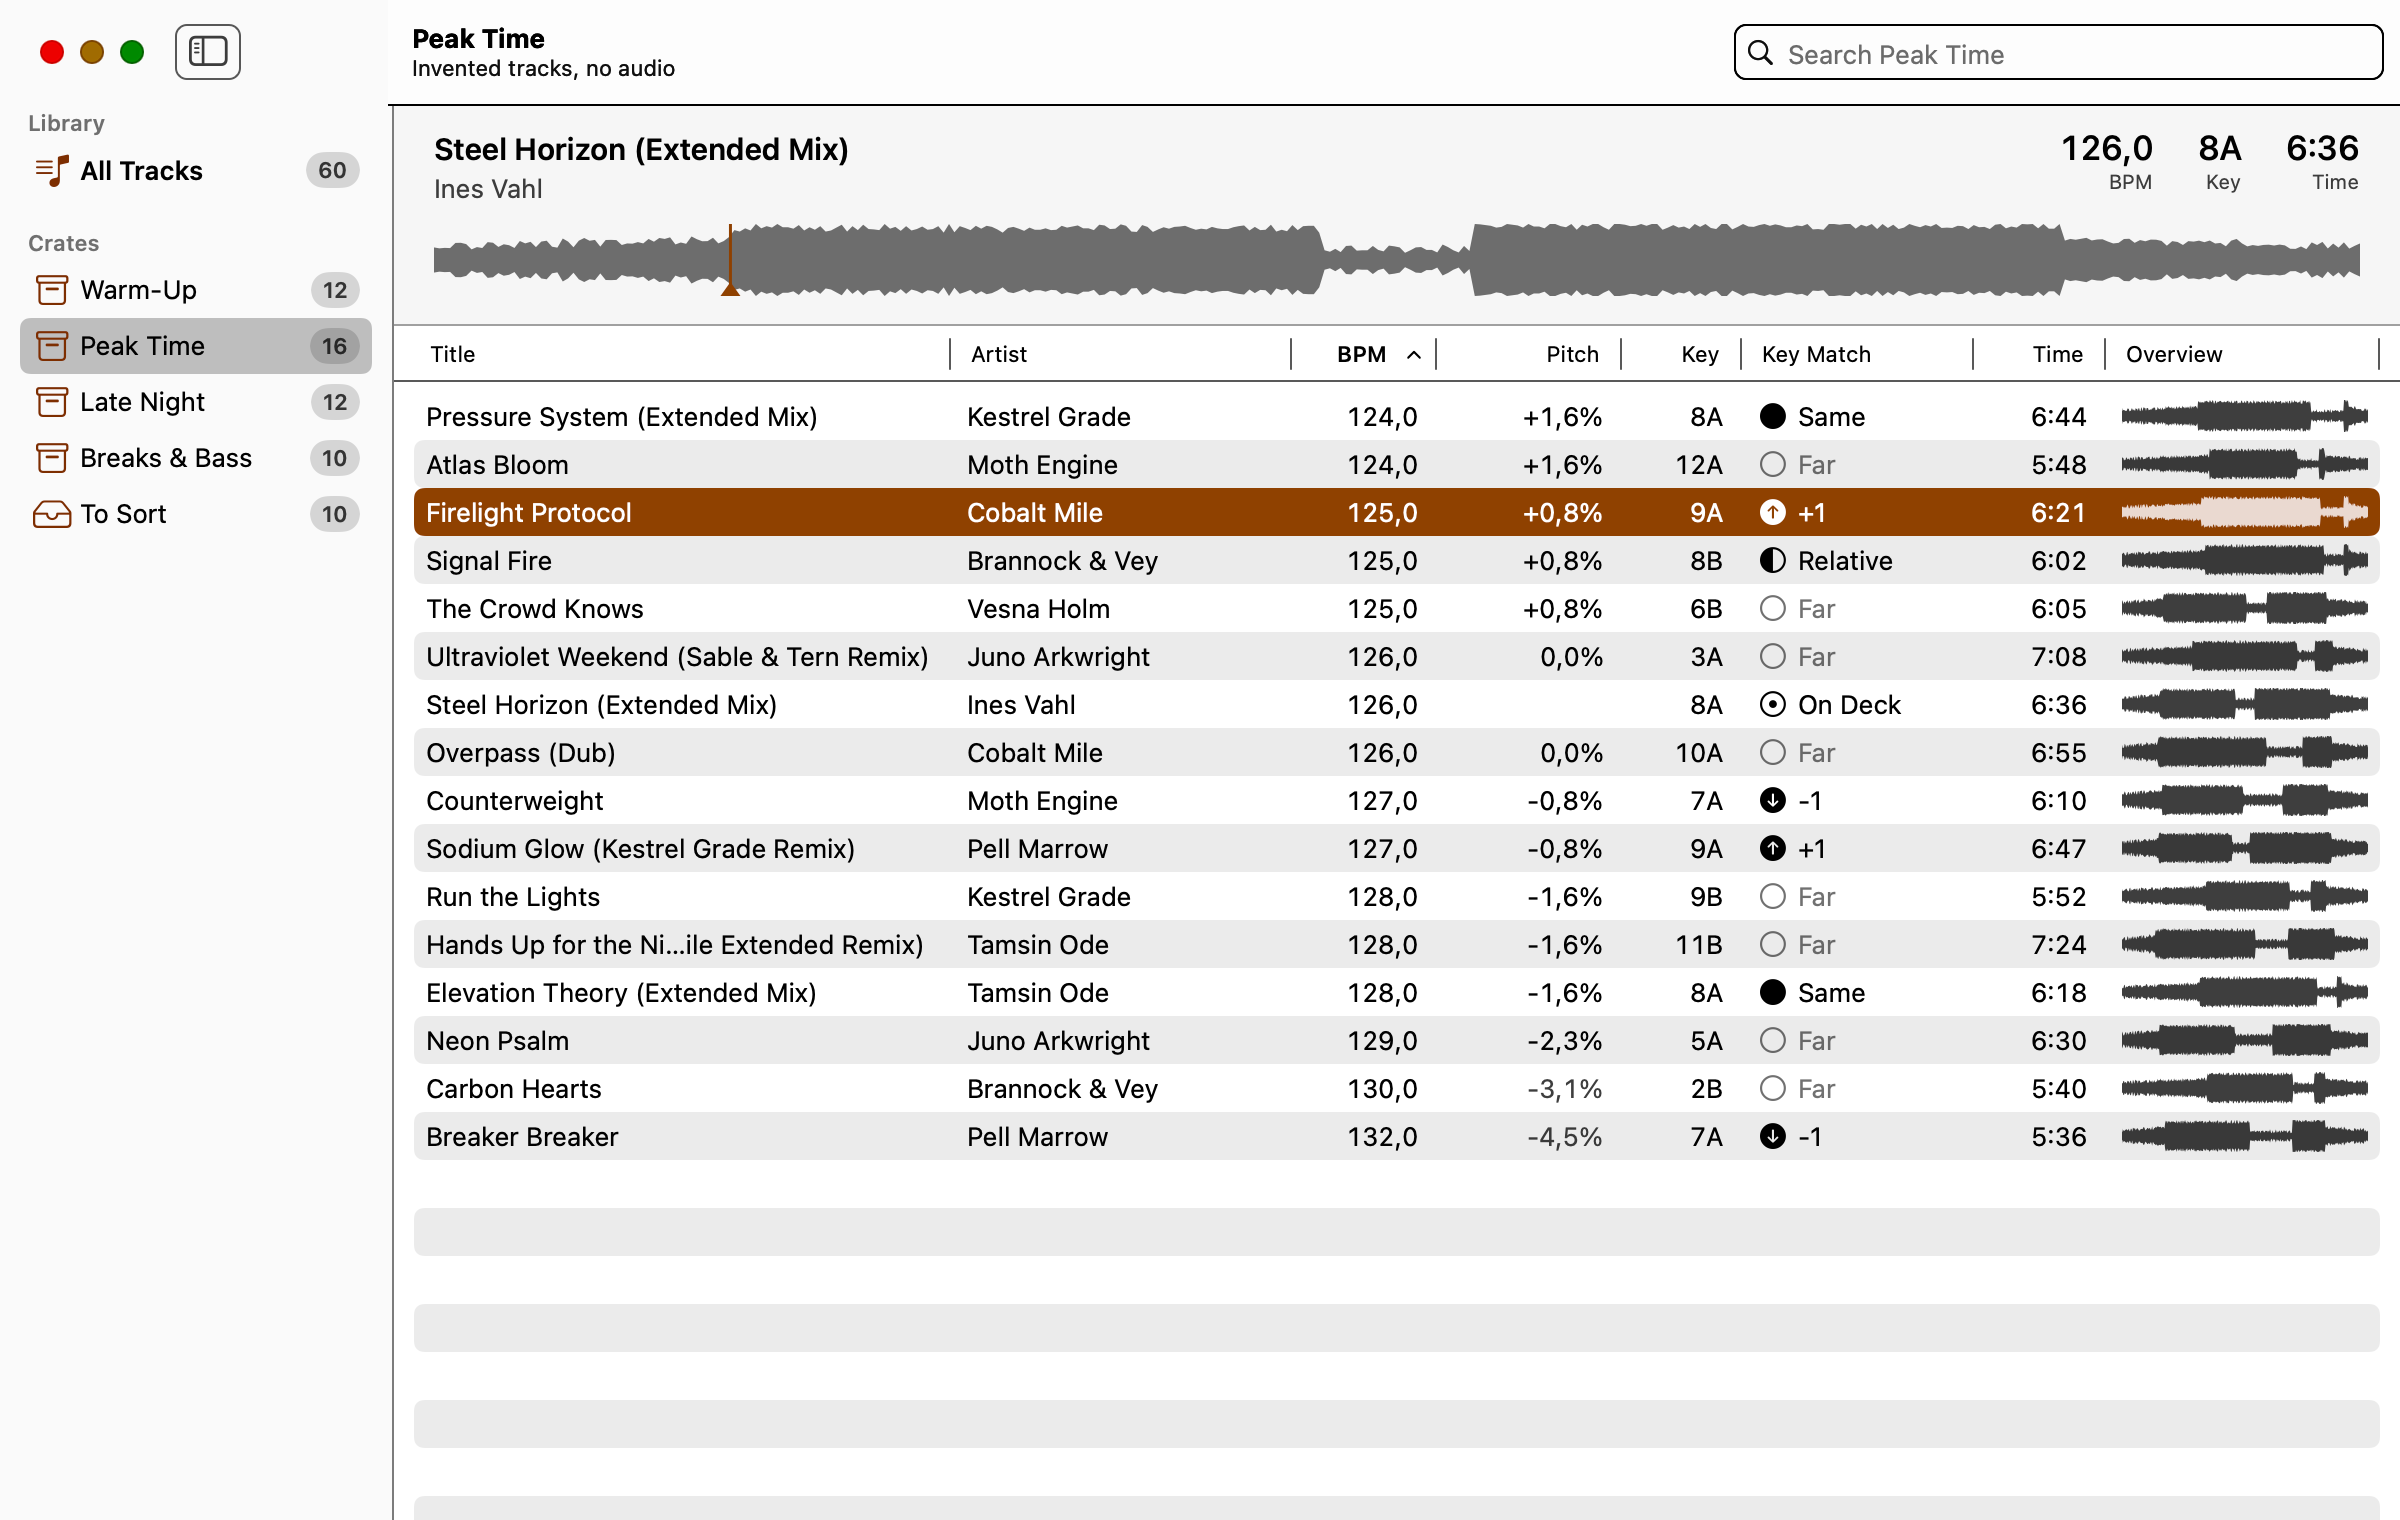 Peak Time
Invented tracks, no audio
Search Peak Time
Library
All Tracks 60
Crates
Warm-Up 12
Peak Time 16
Late Night 12
Breaks & Bass 10
To Sort 10
Steel Horizon (Extended Mix)
Ines Vahl
126,0 8A 6:36
BPM Key Time
Title Artist BPM Pitch Key Key Match Time Overview
Pressure System (Extended Mix) Kestrel Grade 124,0 +1,6% 8A Same 6:44
Atlas Bloom Moth Engine 124,0 +1,6% 12A Far 5:48
Firelight Protocol Cobalt Mile 125,0 +0,8% 9A +1 6:21
Signal Fire Brannock & Vey 125,0 +0,8% 8B Relative 6:02
The Crowd Knows Vesna Holm 125,0 +0,8% 6B Far 6:05
Ultraviolet Weekend (Sable & Tern Remix) Juno Arkwright 126,0 0,0% 3A Far 7:08
Steel Horizon (Extended Mix) Ines Vahl 126,0 8A On Deck 6:36
Overpass (Dub) Cobalt Mile 126,0 0,0% 10A Far 6:55
Counterweight Moth Engine 127,0 -0,8% 7A -1 6:10
Sodium Glow (Kestrel Grade Remix) Pell Marrow 127,0 -0,8% 9A +1 6:47
Run the Lights Kestrel Grade 128,0 -1,6% 9B Far 5:52
Hands Up for the Ni...ile Extended Remix) Tamsin Ode 128,0 -1,6% 11B Far 7:24
Elevation Theory (Extended Mix) Tamsin Ode 128,0 -1,6% 8A Same 6:18
Neon Psalm Juno Arkwright 129,0 -2,3% 5A Far 6:30
Carbon Hearts Brannock & Vey 130,0 -3,1% 2B Far 5:40
Breaker Breaker Pell Marrow 132,0 -4,5% 7A -1 5:36